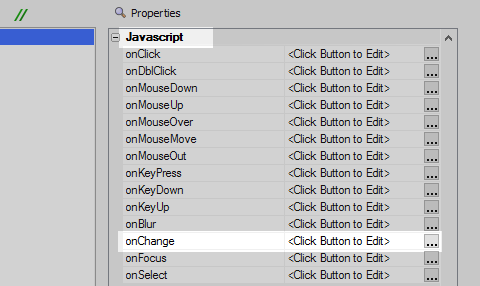 //
Properties
Javascript
onClick <Click Button to Edit> ...
onDblClick <Click Button to Edit> ...
onMouseDown <Click Button to Edit> ...
onMouseUp <Click Button to Edit> ...
onMouseOver <Click Button to Edit> ...
onMouseMove <Click Button to Edit> ...
onMouseOut <Click Button to Edit> ...
onKeyPress <Click Button to Edit> ...
onKeyDown <Click Button to Edit> ...
onKeyUp <Click Button to Edit> ...
onBlur <Click Button to Edit> ...
onChange <Click Button to Edit> ...
onFocus <Click Button to Edit> ...
onSelect <Click Button to Edit> ...